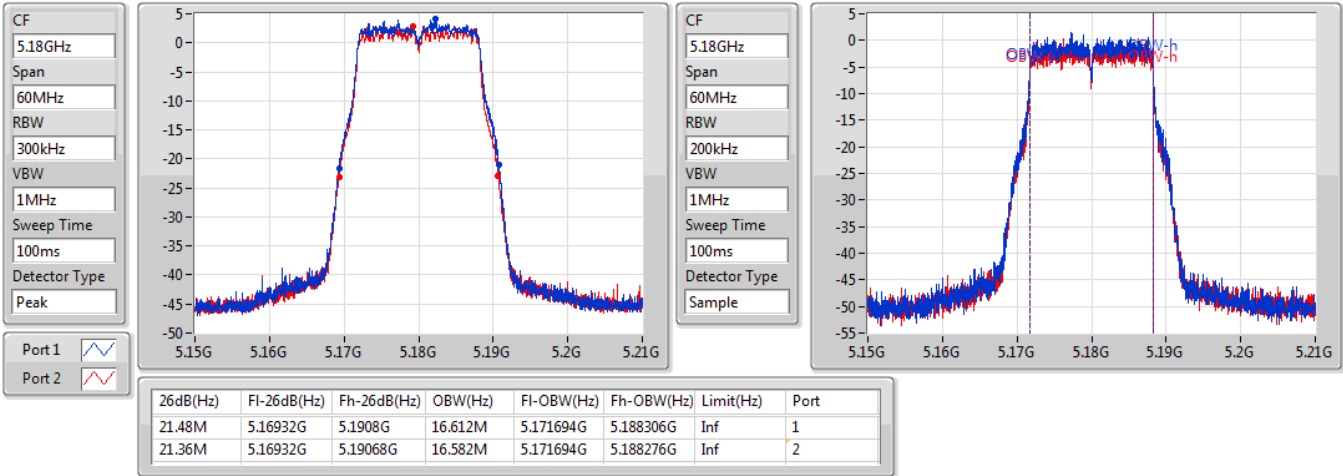 CF
5.18GHz
Span
60MHz
RBW
300kHz
VBW
1MHz
Sweep Time
100ms
Detector Type
Peak
Port 1
Port 2
5
0
-5
-10
-15
-20
-25
-30
-35
-40
-45
-50
5.15G 5.16G 5.17G 5.18G 5.19G 5.2G 5.21G
CF
5.18GHz
Span
60MHz
RBW
200kHz
VBW
1MHz
Sweep Time
100ms
Detector Type
Sample
5
0
-5
-10
-15
-20
-25
-30
-35
-40
-45
-50
-55
5.15G 5.16G 5.17G 5.18G 5.19G 5.2G 5.21G
26dB(Hz) Fl-26dB(Hz) Fh-26dB(Hz) OBW(Hz) Fl-OBW(Hz) Fh-OBW(Hz) Limit(Hz) Port
21.48M 5.16932G 5.1908G 16.612M 5.171694G 5.188306G Inf 1
21.36M 5.16932G 5.19068G 16.582M 5.171694G 5.188276G Inf 2